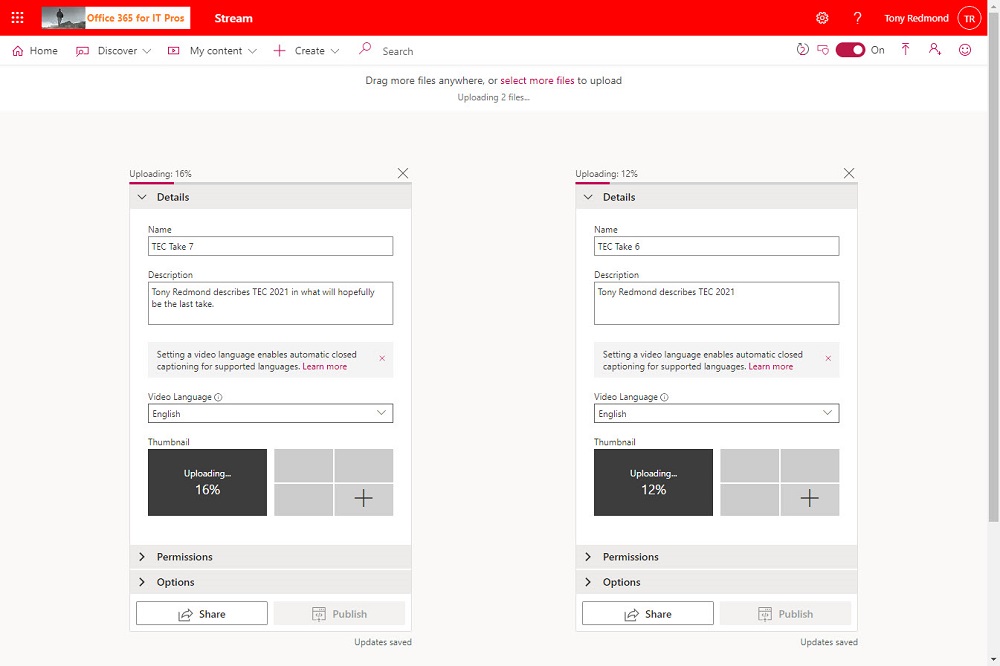 Office 365 for IT Pros Stream ? Tony Redmond TR
Home Discover My content Create Search On
Drag more files anywhere, or select more files to upload
Uploading 2 files...
Uploading: 16%
Details
Name
TEC Take 7
Description
Tony Redmond describes TEC 2021 in what will hopefully
be the last take.
Setting a video language enables automatic closed
captioning for supported languages. Learn more
Video Language
English
Thumbnail
Uploading...
16%
Permissions
Options
Share Publish
Updates saved
Uploading: 12%
Details
Name
TEC Take 6
Description
Tony Redmond describes TEC 2021
Setting a video language enables automatic closed
captioning for supported languages. Learn more
Video Language
English
Thumbnail
Uploading...
12%
Permissions
Options
Share Publish
Updates saved